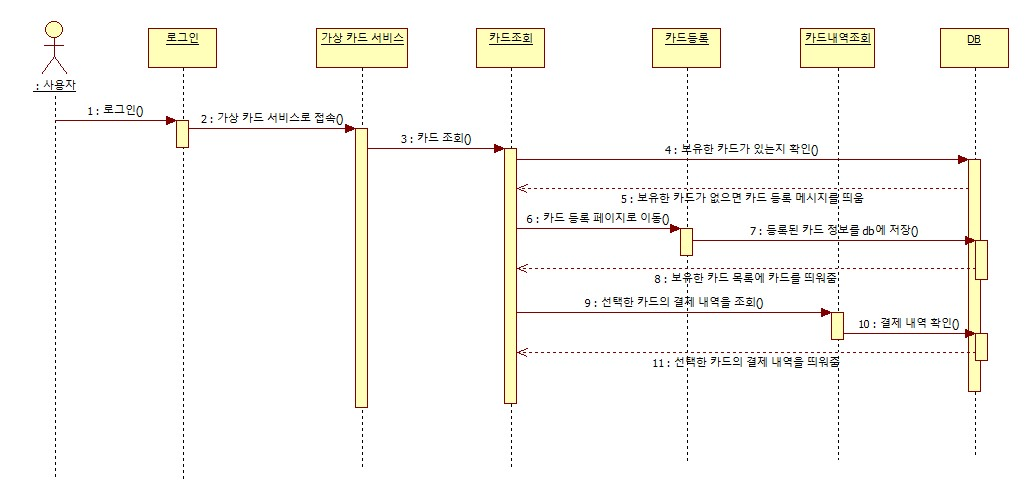 로그인
가상 카드 서비스
카드조회
카드등록
카드내역조회
DB
: 사용자
1 : 로그인()
2 : 가상 카드 서비스로 접속()
3 : 카드 조회()
4 : 보유한 카드가 있는지 확인()
5 : 보유한 카드가 없으면 카드 등록 메시지를 띄움
6 : 카드 등록 페이지로 이동()
7 : 등록된 카드 정보를 db에 저장()
8 : 보유한 카드 목록에 카드를 띄워줌
9 : 선택한 카드의 결제 내역을 조회()
10 : 결제 내역 확인()
11 : 선택한 카드의 결제 내역을 띄워줌